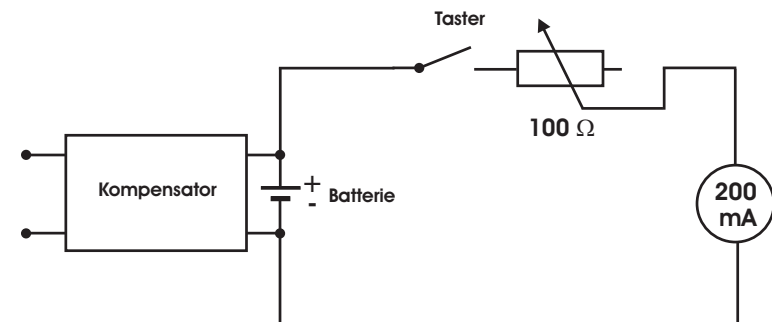 Taster
100 Ω
Kompensator
+
-
Batterie
200
mA